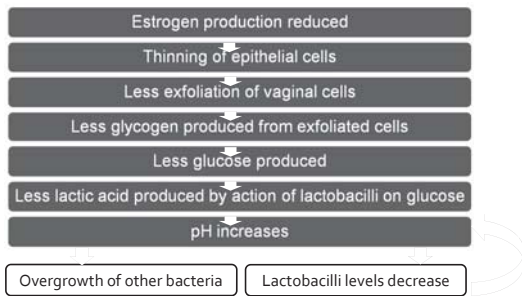 Estrogen production reduced
Thinning of epithelial cells
Less exfoliation of vaginal cells
Less glycogen produced from exfoliated cells
Less glucose produced
Less lactic acid produced by action of lactobacilli on glucose
pH increases
Overgrowth of other bacteria
Lactobacilli levels decrease